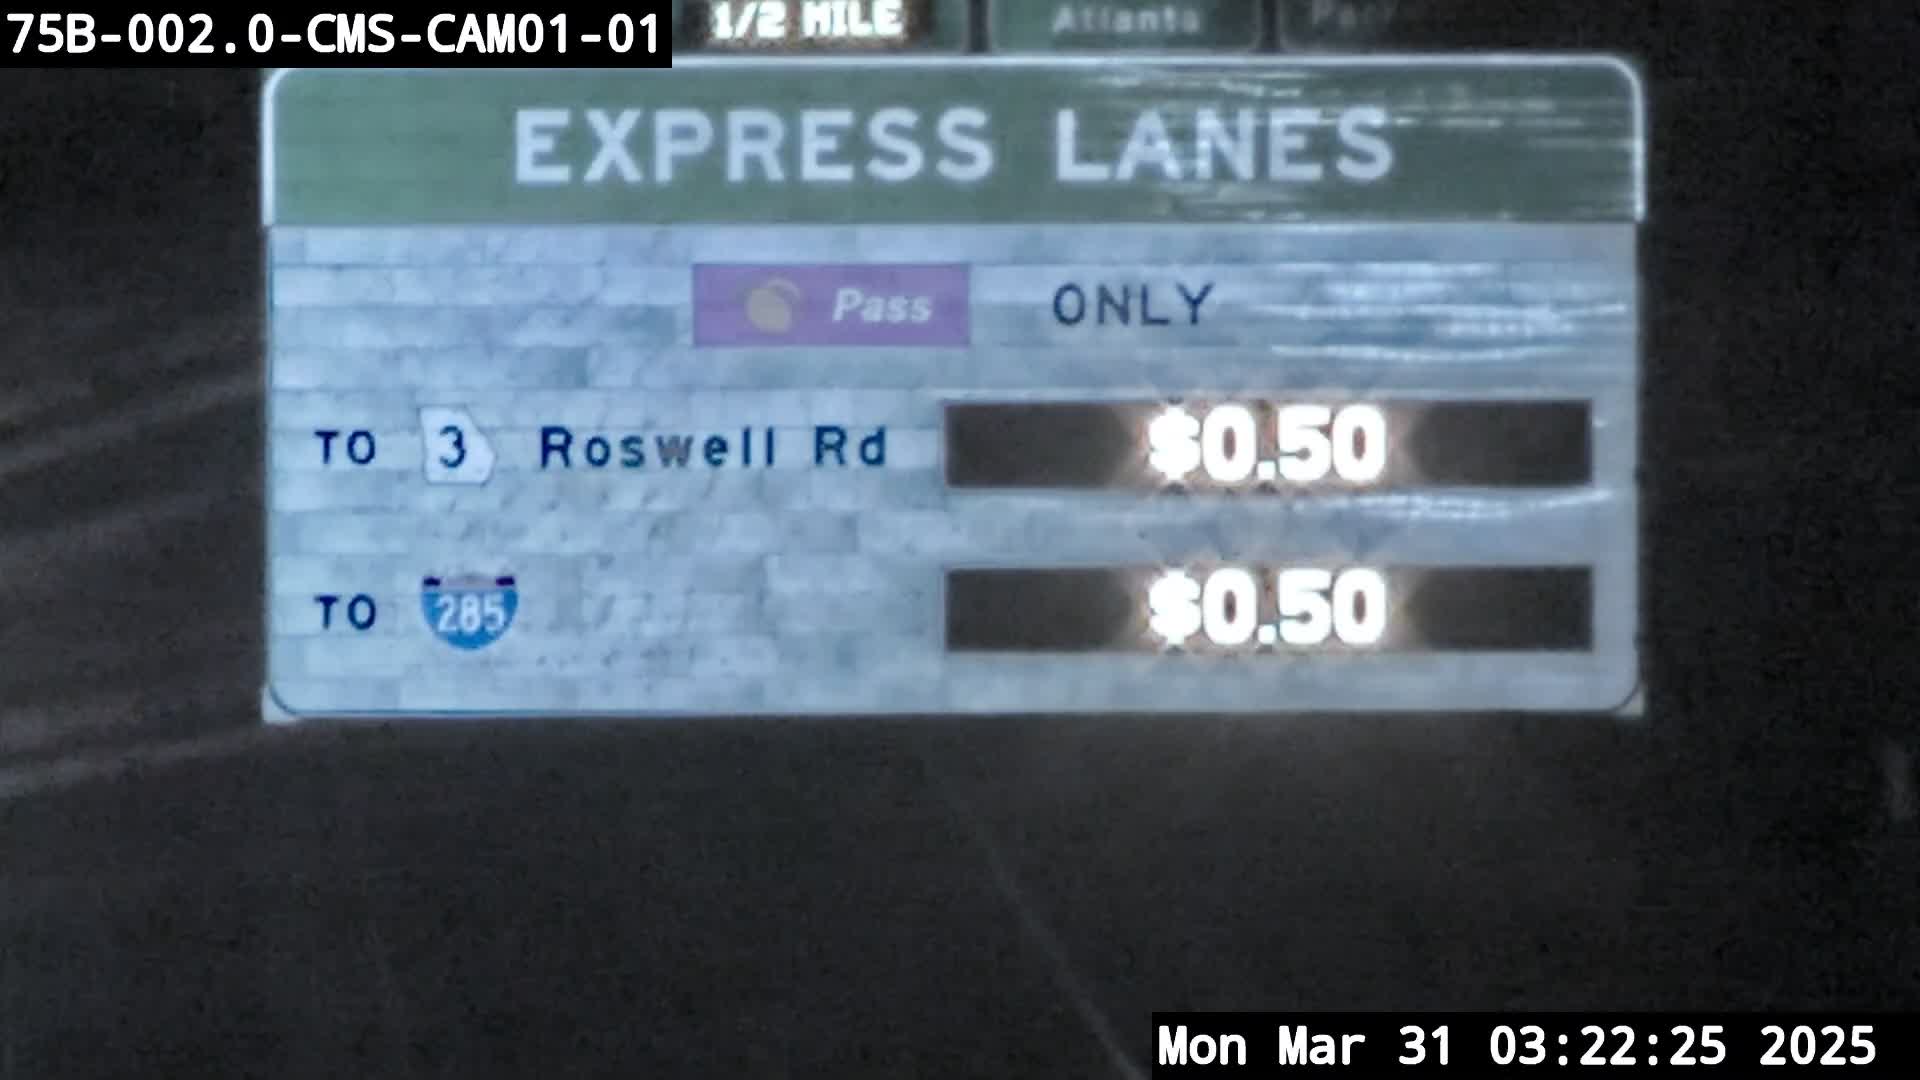 75B-002.0-CMS-CAM01-01
1/2 MILE
Atlanta
EXPRESS LANES
Pass ONLY
TO 3 Roswell Rd $0.50
TO 285 $0.50
Mon Mar 31 03:22:25 2025